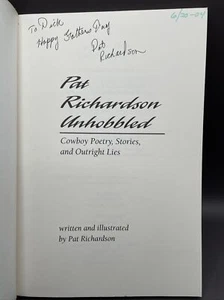 To Dick
Happy Fathers Day
Pat
Richardson
6/20-04
Pat
Richardson
Unhobbled
Cowboy Poetry, Stories,
and Outright Lies
written and illustrated
by Pat Richardson